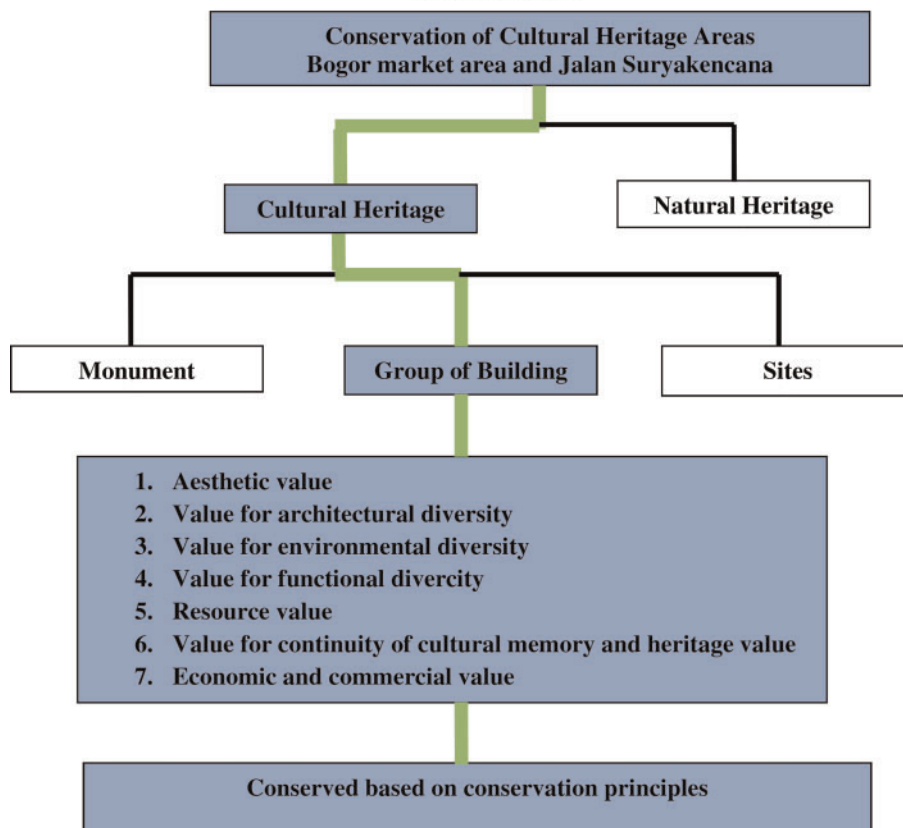 Conservation of Cultural Heritage Areas
Bogor market area and Jalan Suryakencana
Cultural Heritage
Natural Heritage
Monument
Group of Building
Sites
1. Aesthetic value
2. Value for architectural diversity
3. Value for environmental diversity
4. Value for functional divercity
5. Resource value
6. Value for continuity of cultural memory and heritage value
7. Economic and commercial value
Conserved based on conservation principles